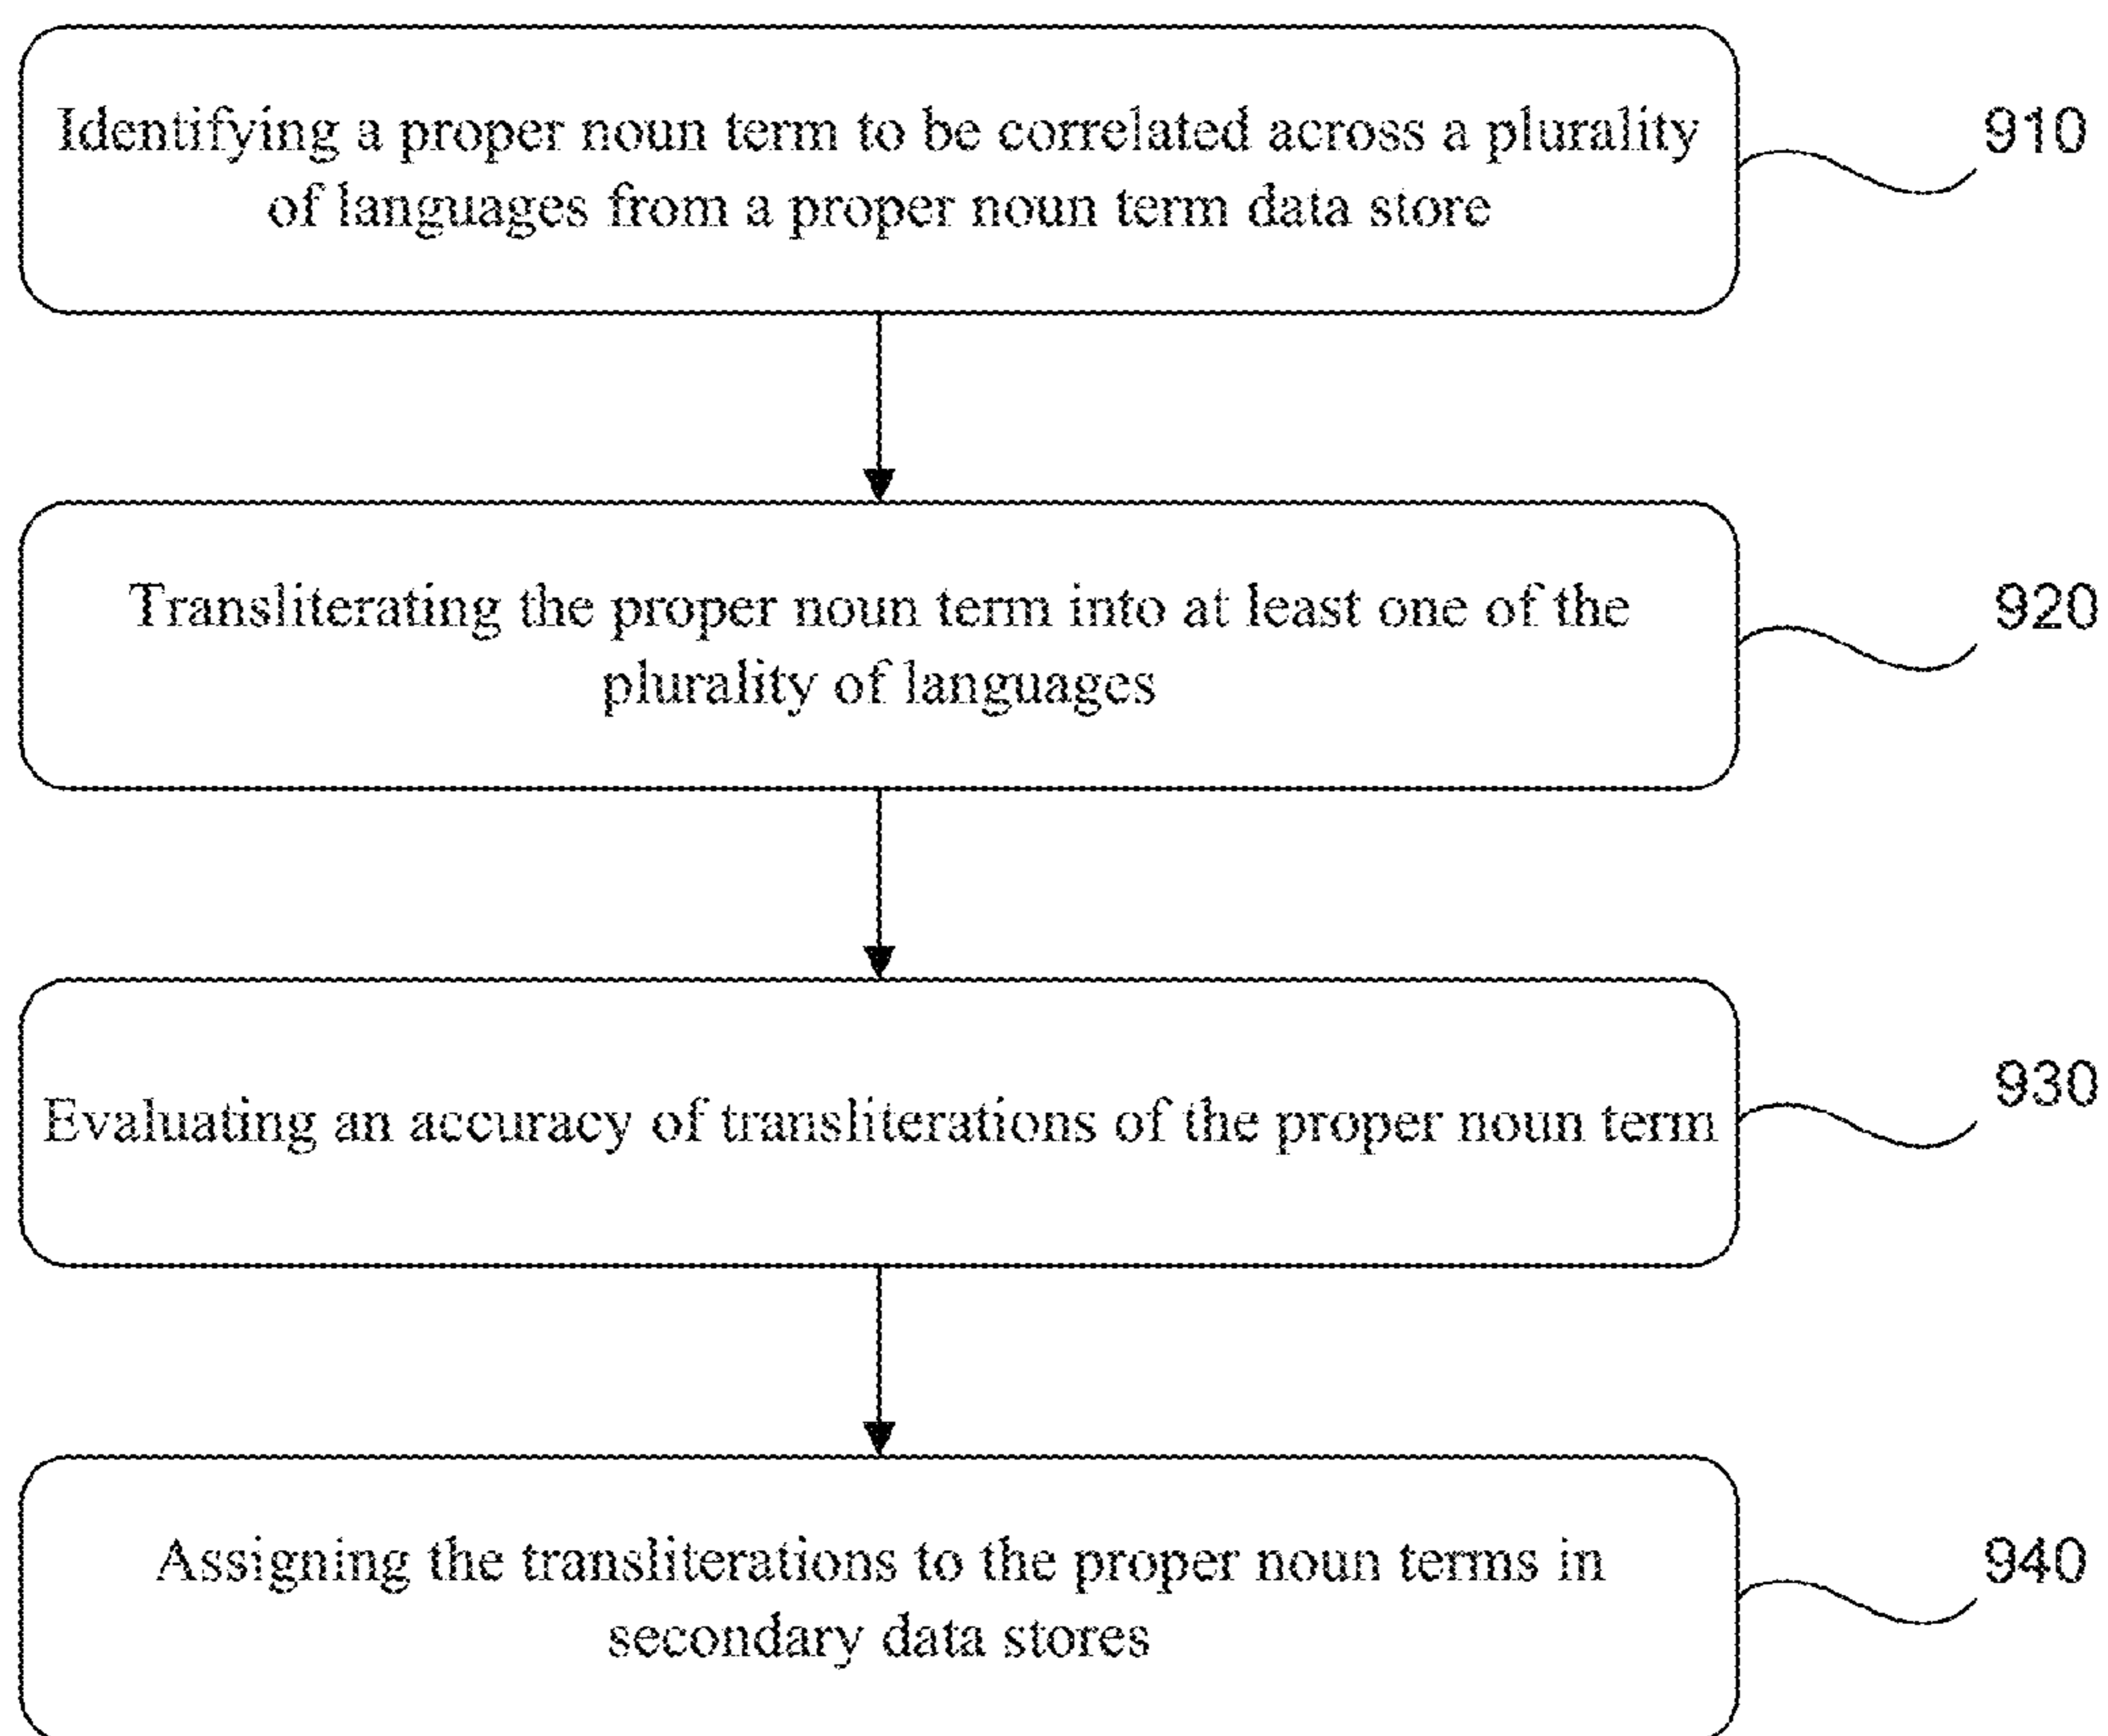 Identifying a proper noun term to be correlated across a plurality
of languages from a proper noun term data store
910
Transliterating the proper noun term into at least one of the
plurality of languages
920
Evaluating an accuracy of transliterations of the proper noun term
930
Assigning the transliterations to the proper noun terms in
secondary data stores
940